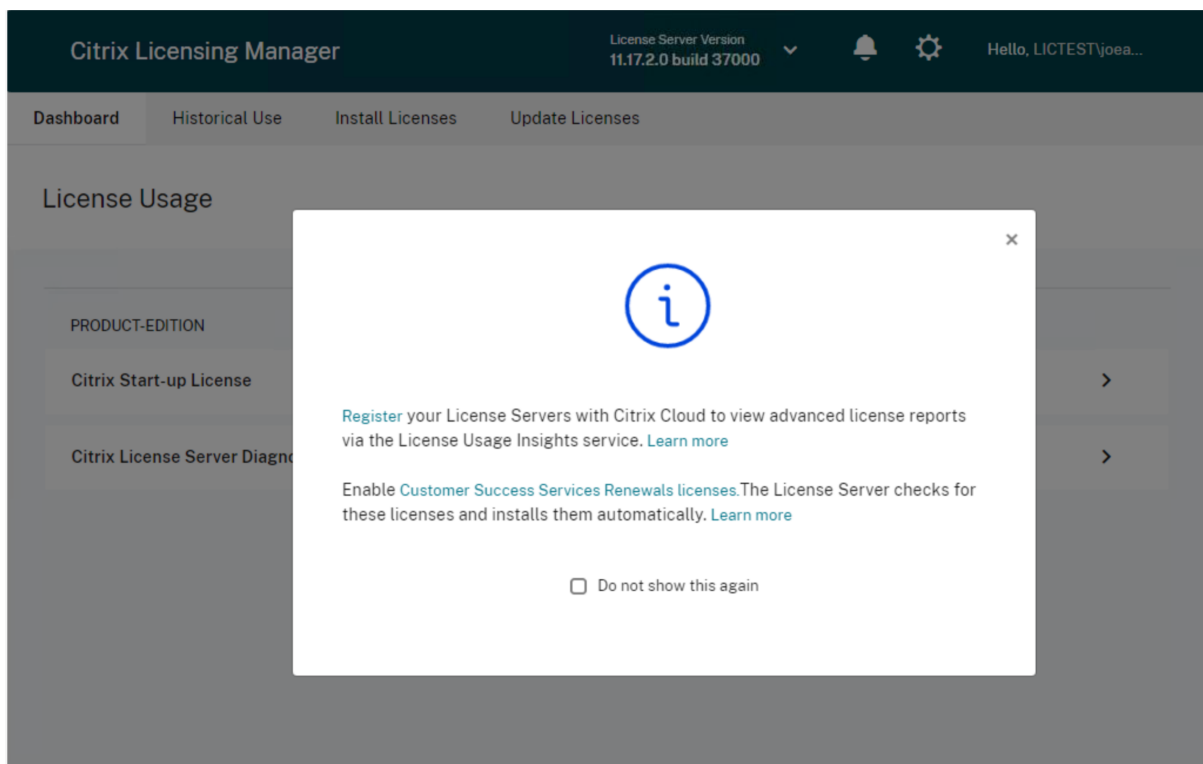 Citrix Licensing Manager
License Server Version
11.17.2.0 build 37000
Hello, LICTEST\joea...
Dashboard Historical Use Install Licenses Update Licenses
License Usage
PRODUCT-EDITION
Citrix Start-up License
Citrix License Server Diagno
Register your License Servers with Citrix Cloud to view advanced license reports
via the License Usage Insights service. Learn more
Enable Customer Success Services Renewals licenses.The License Server checks for
these licenses and installs them automatically. Learn more
Do not show this again